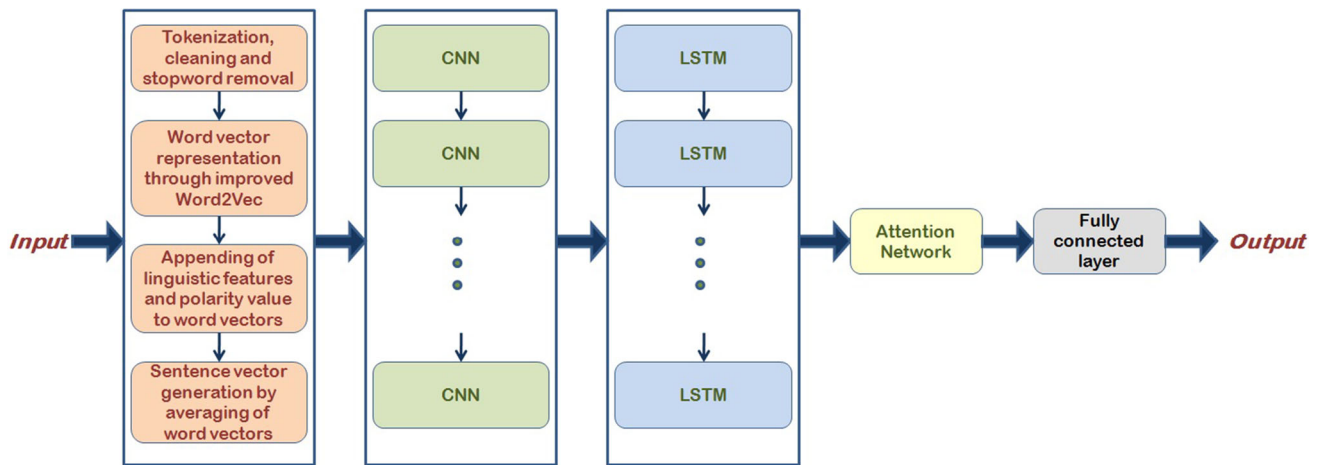 Input
Tokenization,
cleaning and
stopword removal
Word vector
representation
through improved
Word2Vec
Appending of
linguistic features
and polarity value
to word vectors
Sentence vector
generation by
averaging of
word vectors
CNN
CNN
CNN
LSTM
LSTM
LSTM
Attention
Network
Fully
connected
layer
Output